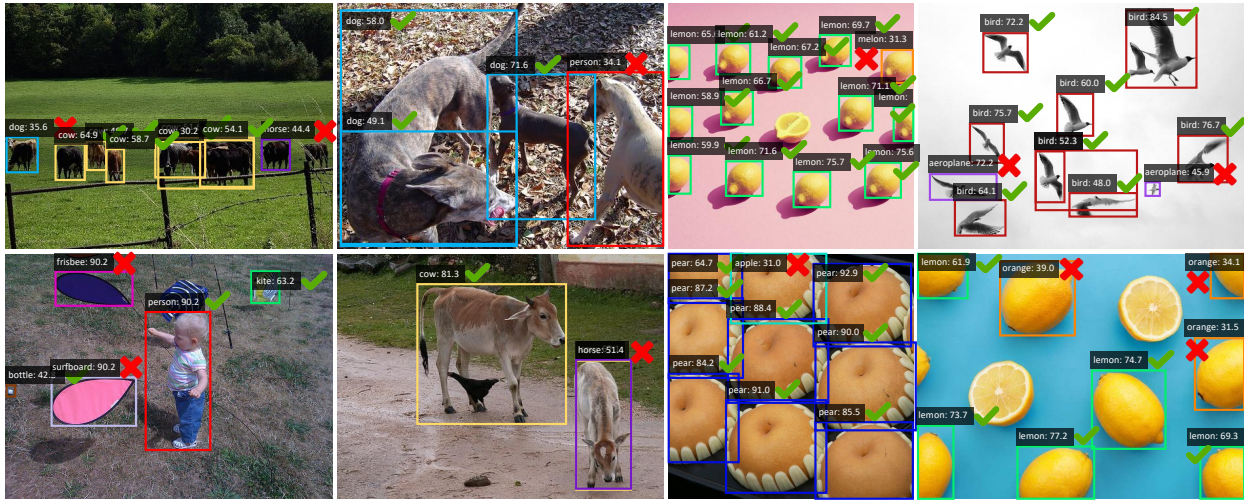 dog: 35.6
cow: 64.9
cow: 58.7
cow: 30.2
cow: 54.1
horse: 44.4
dog: 58.0
dog: 71.6
person: 34.1
dog: 49.1
lemon: 65.
lemon: 61.2
lemon: 69.7
lemon: 67.2
melon: 31.3
lemon: 66.7
lemon: 71.1
lemon: 58.9
lemon:
lemon: 59.9
lemon: 71.6
lemon: 75.7
lemon: 75.6
bird: 72.2
bird: 84.5
bird: 60.0
bird: 75.7
bird: 52.3
bird: 76.7
aeroplane: 72.2
bird: 48.0
aeroplane: 45.9
bird: 64.1
frisbee: 90.2
kite: 63.2
person: 90.2
surfboard: 90.2
bottle: 42.
cow: 81.3
horse: 51.4
pear: 64.7
apple: 31.0
pear: 92.9
pear: 87.2
pear: 88.4
pear: 90.0
pear: 84.2
pear: 91.0
pear: 85.5
lemon: 61.9
orange: 39.0
orange: 34.1
orange: 31.5
lemon: 74.7
lemon: 73.7
lemon: 77.2
lemon: 69.3